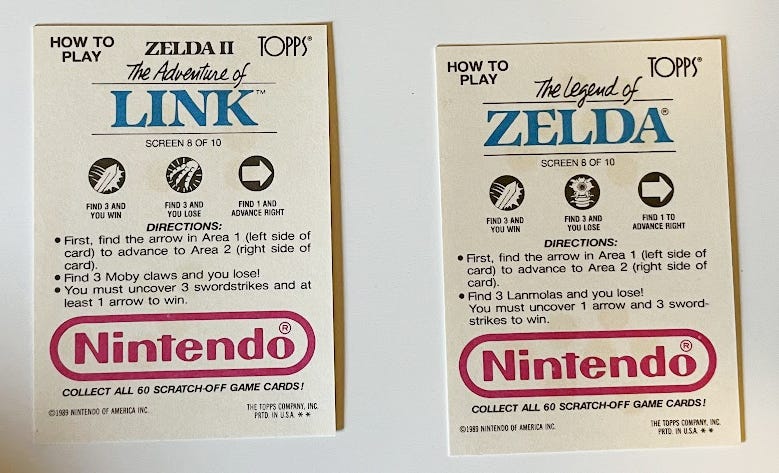 HOW TO
PLAY
ZELDA II
TOPPS®
The Adventure of
LINK™
SCREEN 8 OF 10
FIND 3 AND
YOU WIN
FIND 3 AND
YOU LOSE
FIND 1 AND
ADVANCE RIGHT
DIRECTIONS:
• First, find the arrow in Area 1 (left side of
card) to advance to Area 2 (right side of
card).
• Find 3 Moby claws and you lose!
• You must uncover 3 swordstrikes and at
least 1 arrow to win.
Nintendo®
COLLECT ALL 60 SCRATCH-OFF GAME CARDS!
©1989 NINTENDO OF AMERICA INC.
THE TOPPS COMPANY, INC.
PRTD. IN U.S.A. * *
HOW TO
PLAY
TOPPS®
The Legend of
ZELDA®
SCREEN 8 OF 10
FIND 3 AND
YOU WIN
FIND 3 AND
YOU LOSE
FIND 1 TO
ADVANCE RIGHT
DIRECTIONS:
• First, find the arrow in Area 1 (left side of
card) to advance to Area 2 (right side of
card).
• Find 3 Lanmolas and you lose!
You must uncover 1 arrow and 3 sword-
strikes to win.
Nintendo®
COLLECT ALL 60 SCRATCH-OFF GAME CARDS!
©1989 NINTENDO OF AMERICA INC.
THE TOPPS COMPANY, INC.
PRTD. IN U.S.A. * *